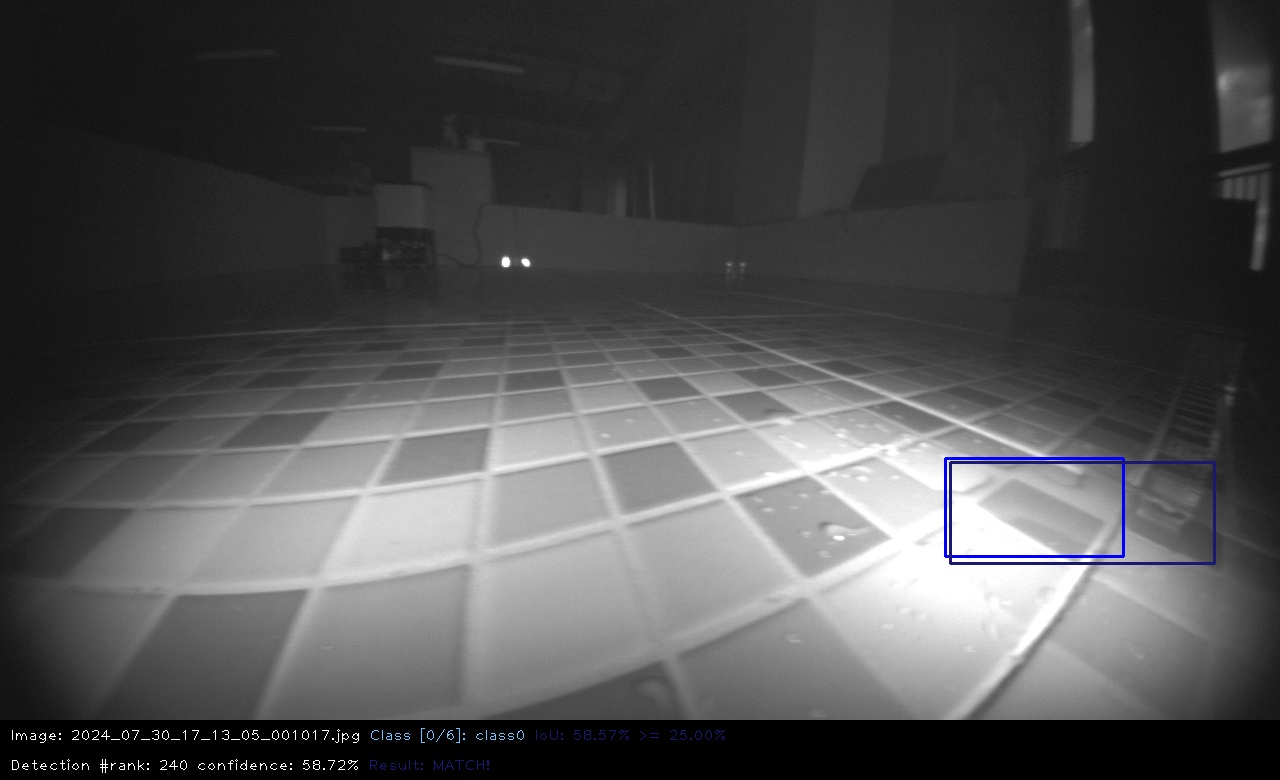 Image: 2024_07_30_17_13_05_001017.jpg Class [0/6]: class0 IoU: 58.57% >= 25.00%
Detection #rank: 240 confidence: 58.72% Result: MATCH!